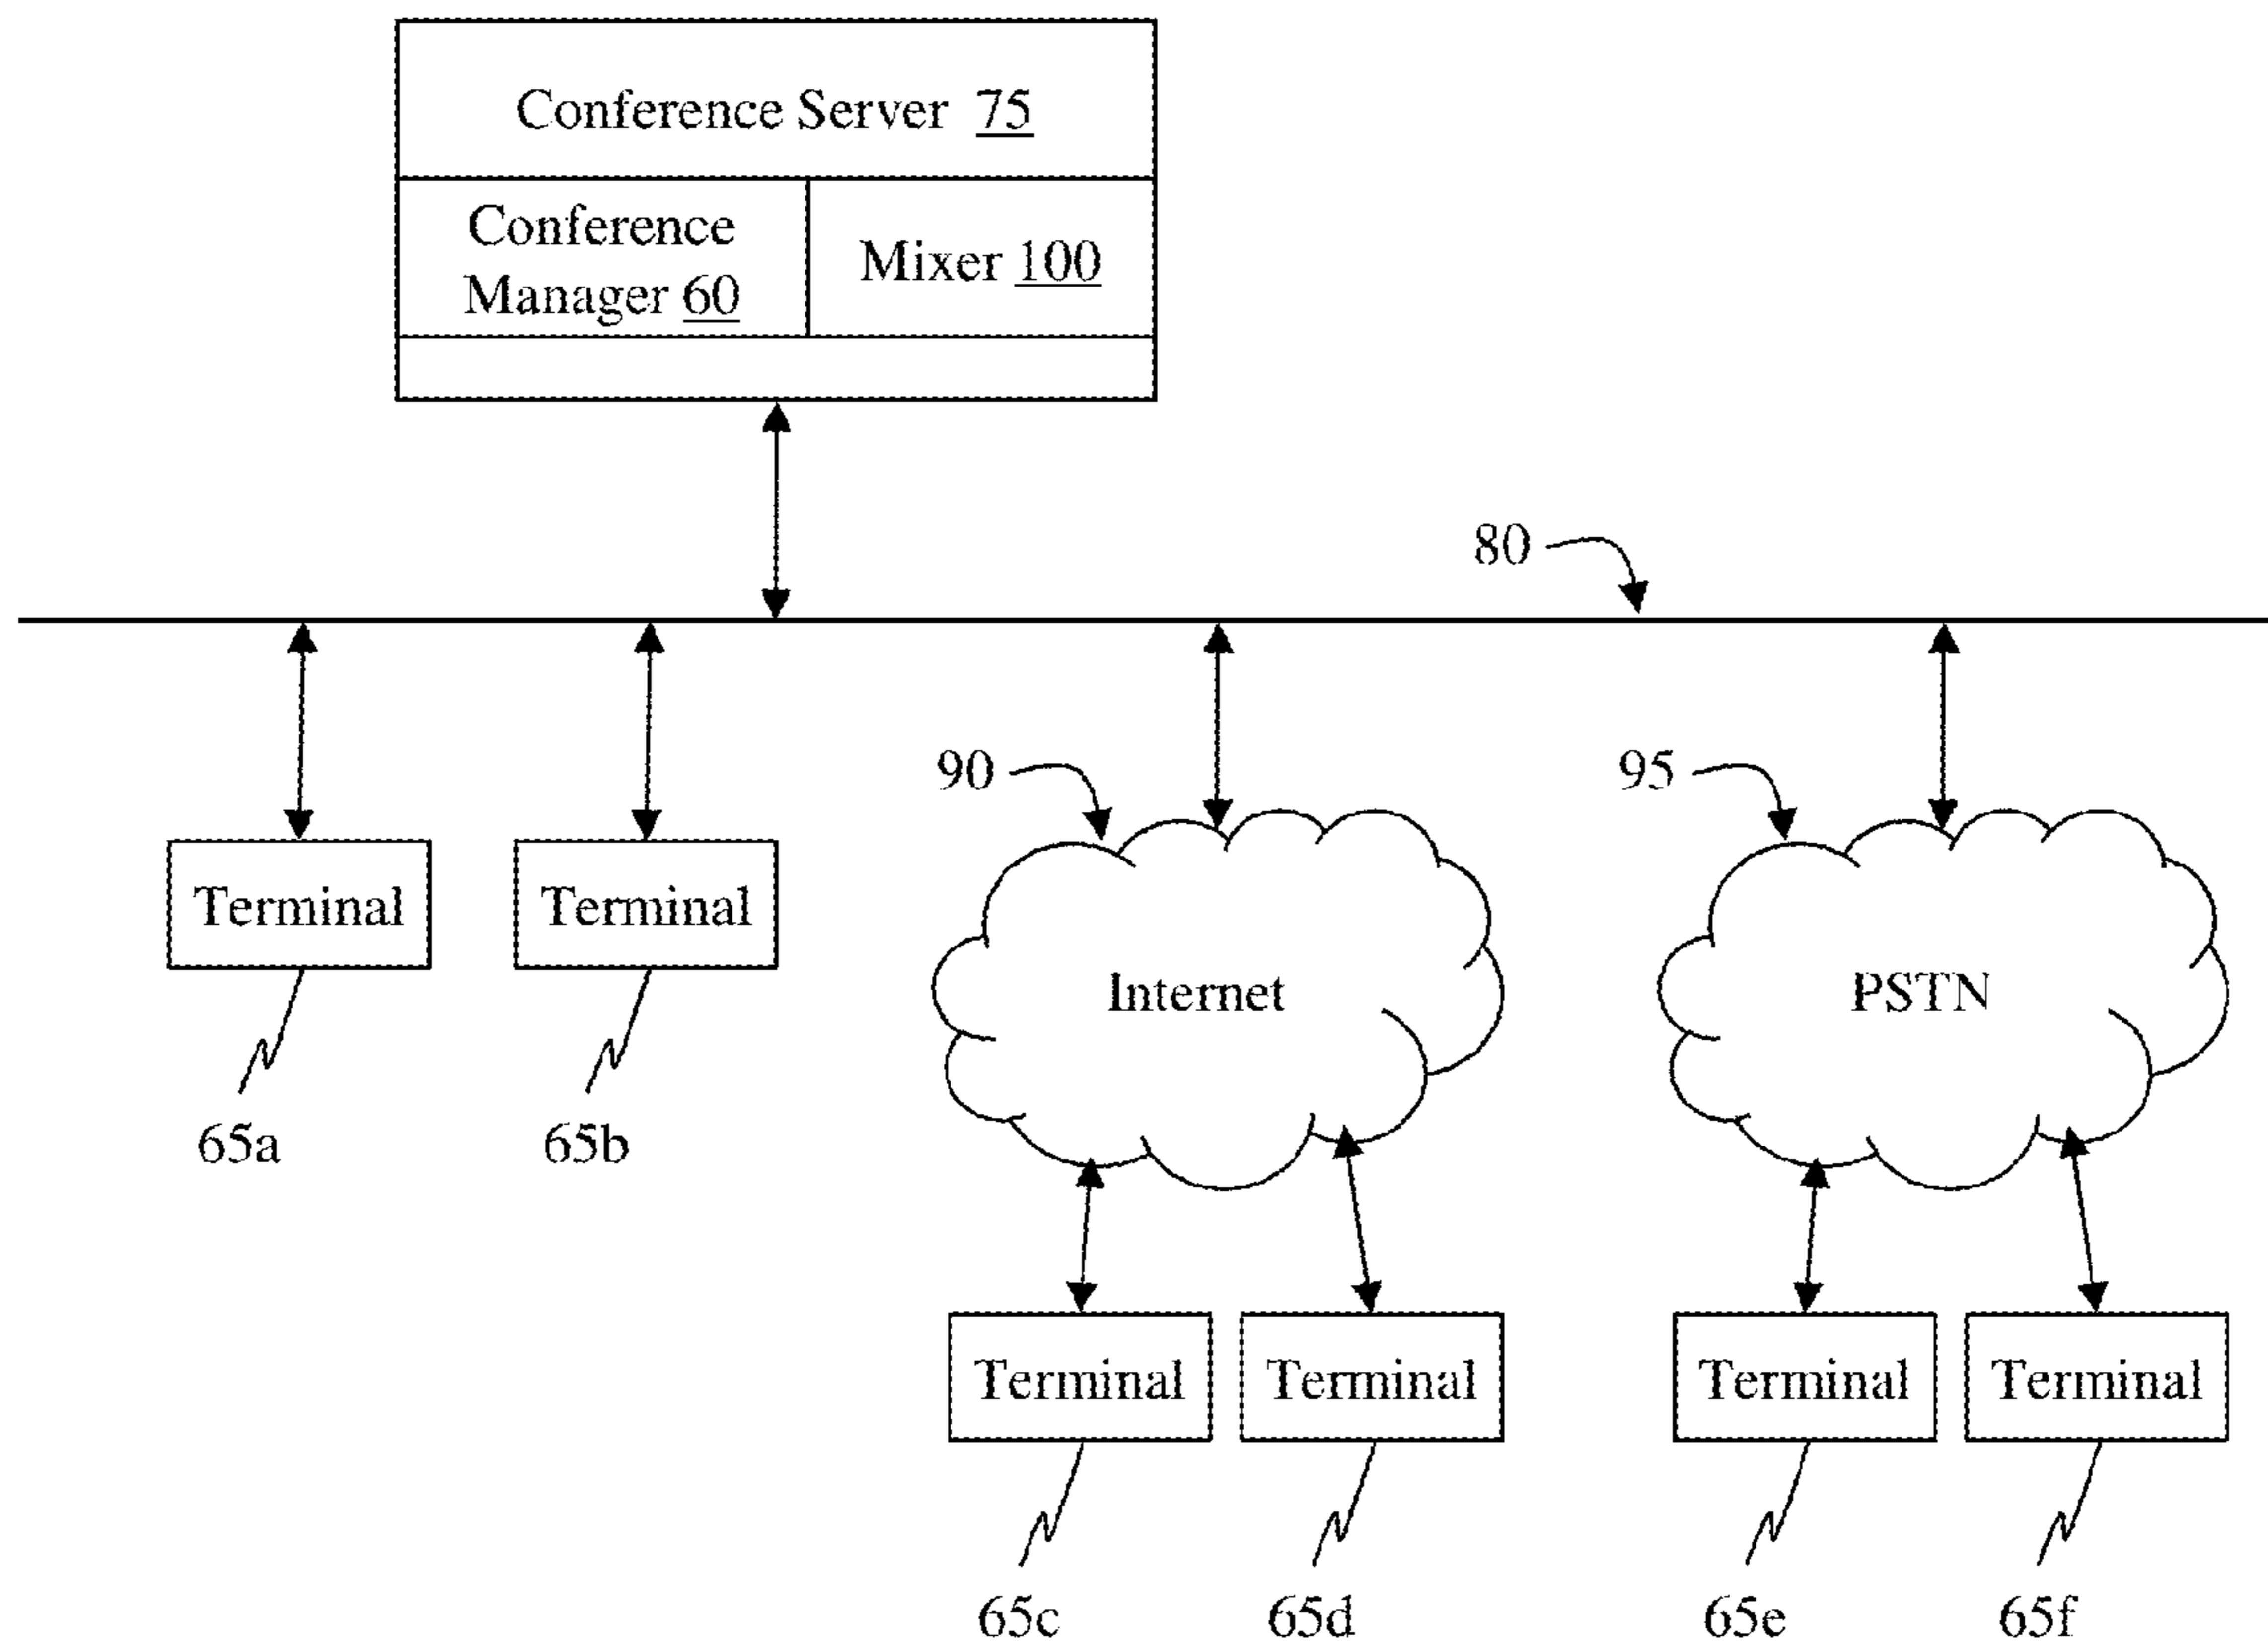 Conference Server 75
Conference
Manager 60
Mixer 100
80
90
95
Terminal
Terminal
Internet
PSTN
65a
65b
Terminal
Terminal
Terminal
Terminal
65c
65d
65e
65f